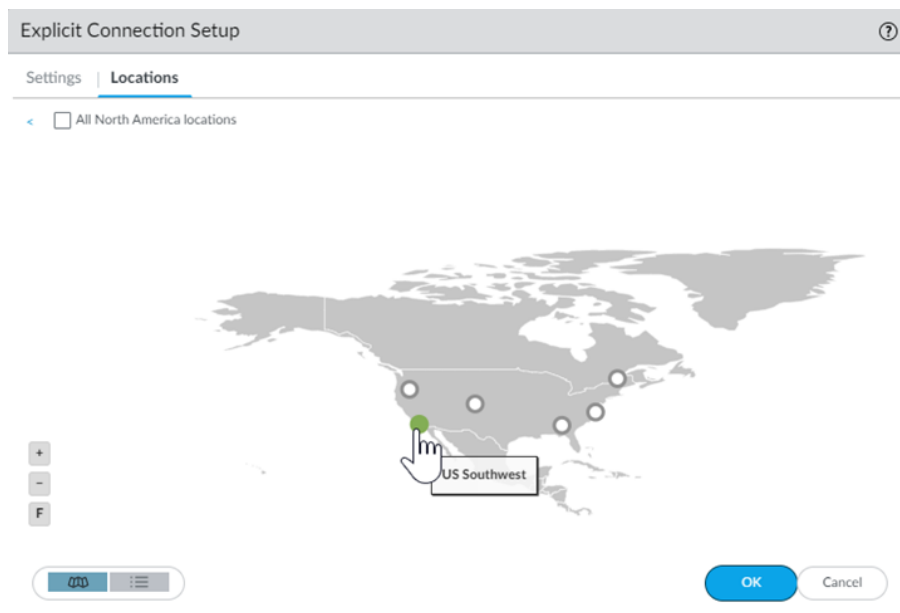 Explicit Connection Setup
?
Settings | Locations
< All North America locations
US Southwest
+
−
F
OK Cancel